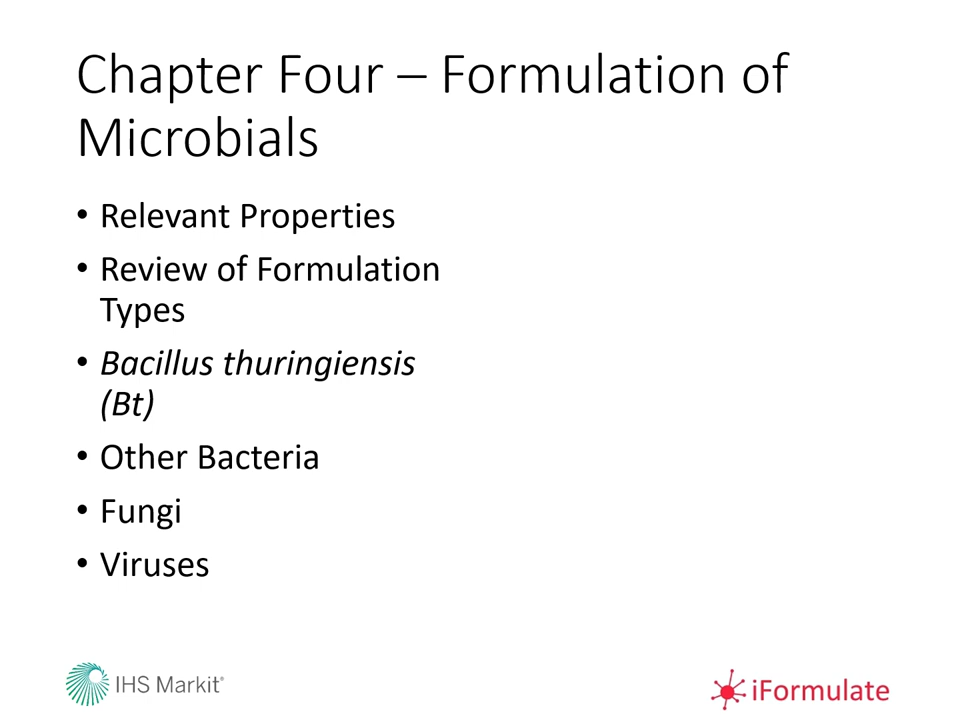 Chapter Four – Formulation of
Microbials
• Relevant Properties
• Review of Formulation
Types
• Bacillus thuringiensis
(Bt)
• Other Bacteria
• Fungi
• Viruses
IHS Markit®
iFormulate